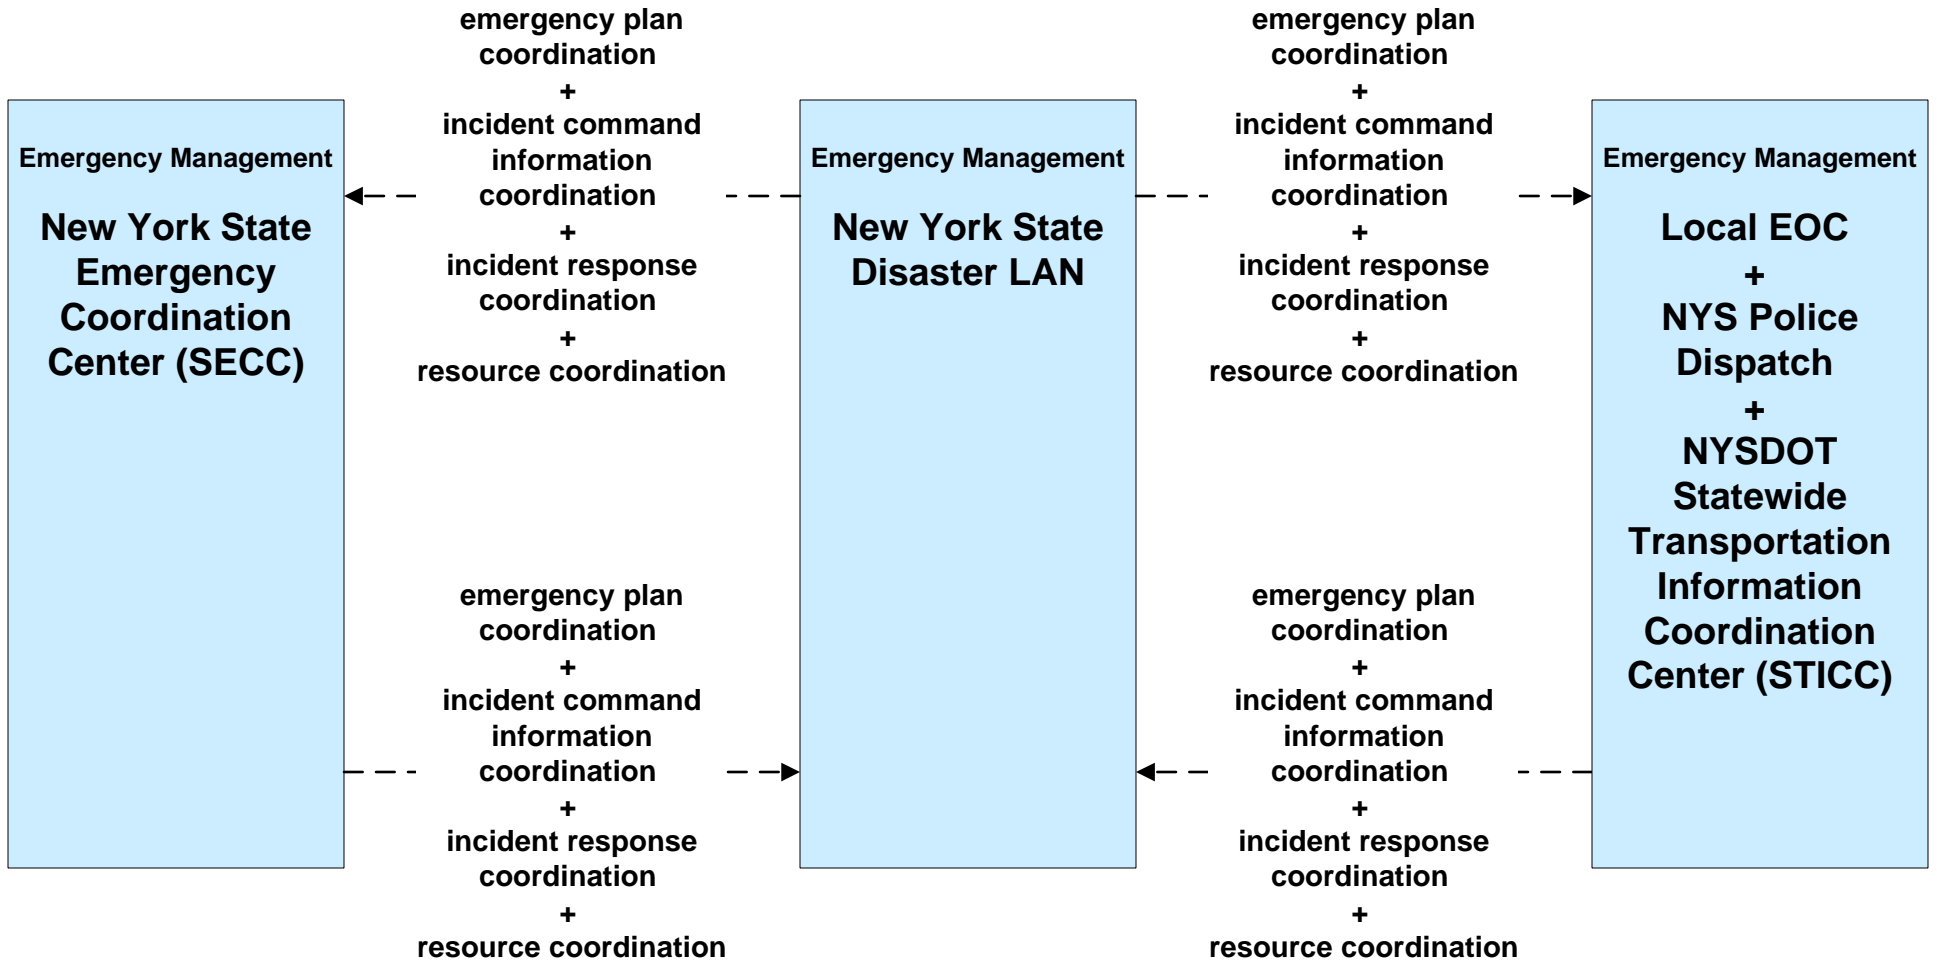 emergency plan
coordination
+
incident command
information
coordination
+
incident response
coordination
+
resource coordination
emergency plan
coordination
+
incident command
information
coordination
+
incident response
coordination
+
resource coordination
Emergency Management
New York State
Emergency
Coordination
Center (SECC)
Emergency Management
New York State
Disaster LAN
Emergency Management
Local EOC
+
NYS Police
Dispatch
+
NYSDOT
Statewide
Transportation
Information
Coordination
Center (STICC)
emergency plan
coordination
+
incident command
information
coordination
+
incident response
coordination
+
resource coordination
emergency plan
coordination
+
incident command
information
coordination
+
incident response
coordination
+
resource coordination